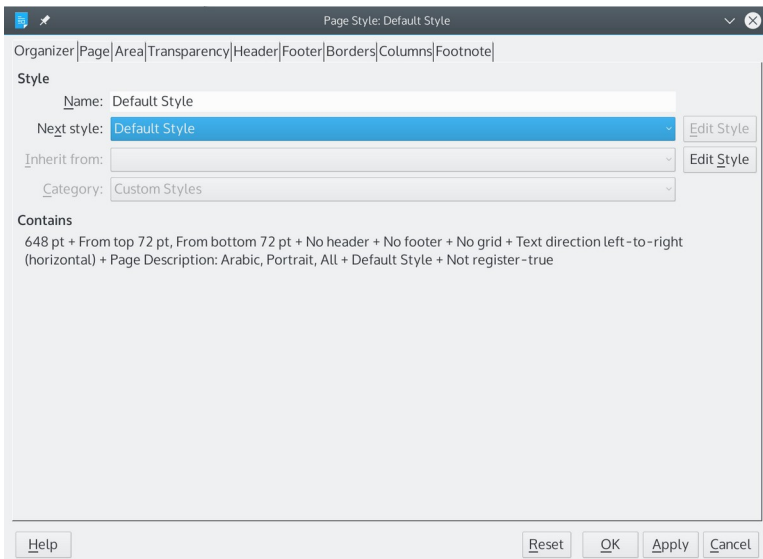 Page Style: Default Style
Organizer Page Area Transparency Header Footer Borders Columns Footnote
Style
Name: Default Style
Next style: Default Style Edit Style
Inherit from: Edit Style
Category: Custom Styles
Contains
648 pt + From top 72 pt, From bottom 72 pt + No header + No footer + No grid + Text direction left-to-right
(horizontal) + Page Description: Arabic, Portrait, All + Default Style + Not register-true
Help Reset OK Apply Cancel